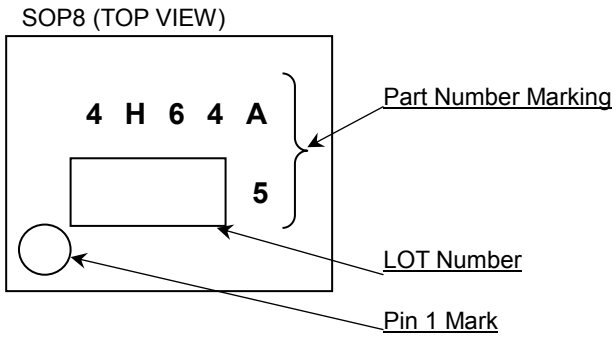 SOP8 (TOP VIEW)
Part Number Marking
4 H 6 4 A
5
LOT Number
Pin 1 Mark